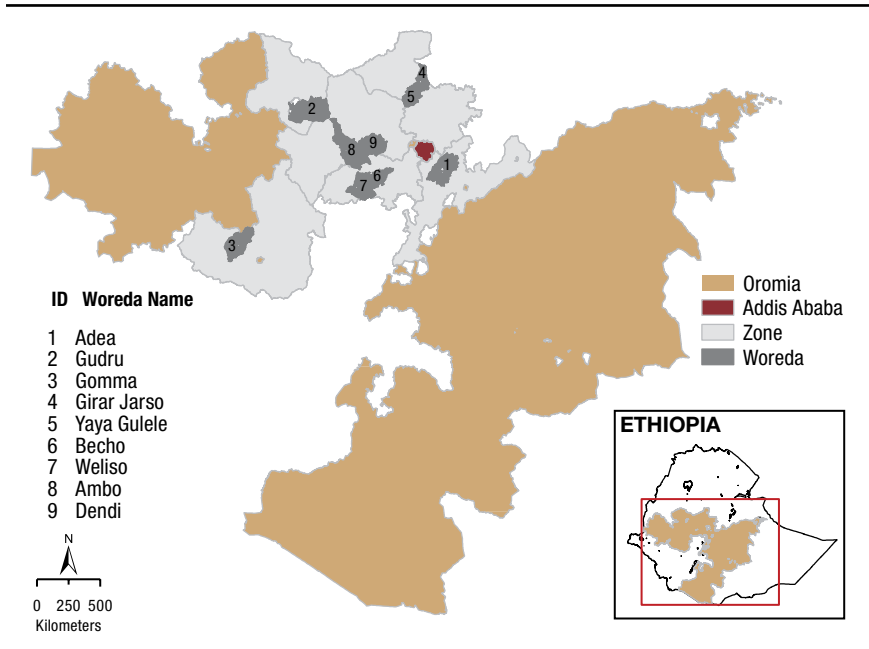 4
5
2
9
8
1
6
7
3
ID Woreda Name
1 Adea
2 Gudru
3 Gomma
4 Girar Jarso
5 Yaya Gulele
6 Becho
7 Weliso
8 Ambo
9 Dendi
Oromia
Addis Ababa
Zone
Woreda
ETHIOPIA
N
0 250 500
Kilometers